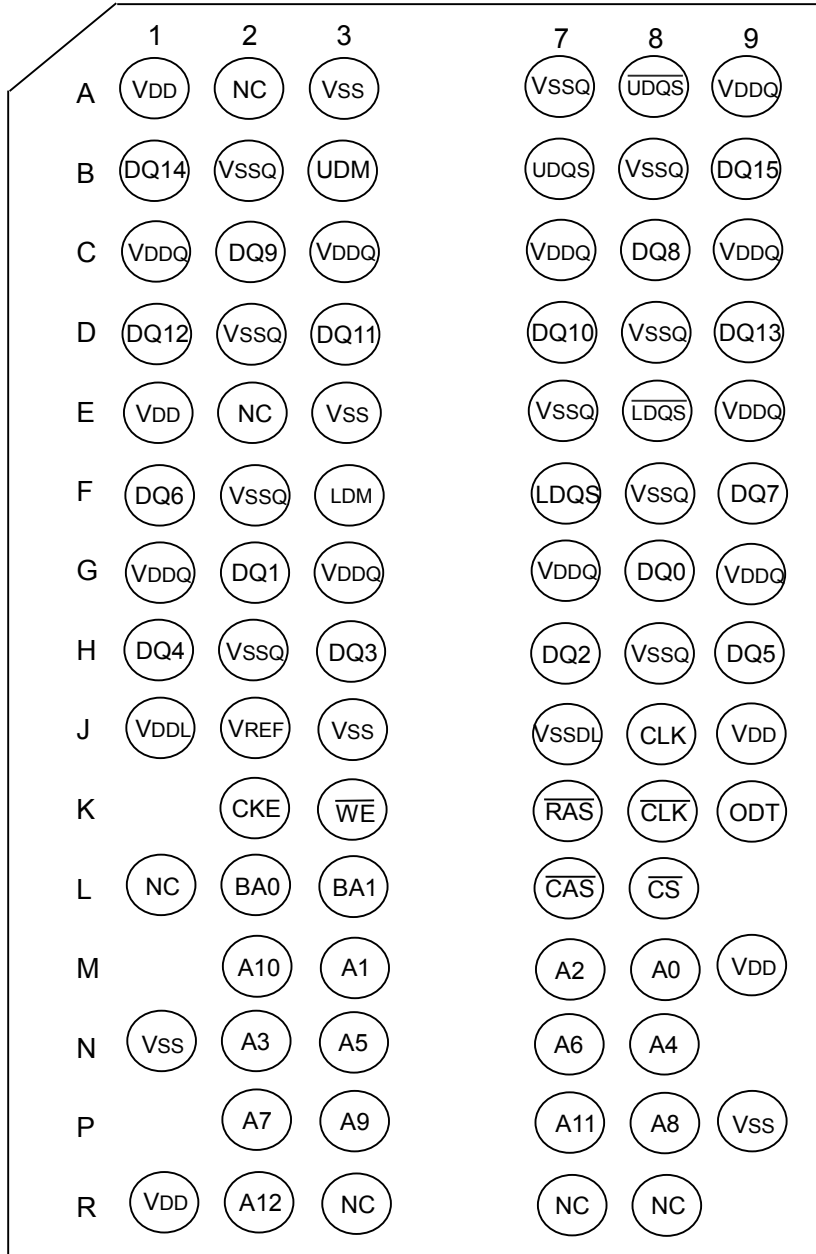 1 2 3 7 8 9
A VDD NC VSS VSSQ UDQS VDDQ
B DQ14 VSSQ UDM UDQS VSSQ DQ15
C VDDQ DQ9 VDDQ VDDQ DQ8 VDDQ
D DQ12 VSSQ DQ11 DQ10 VSSQ DQ13
E VDD NC VSS VSSQ LDQS VDDQ
F DQ6 VSSQ LDM LDQS VSSQ DQ7
G VDDQ DQ1 VDDQ VDDQ DQ0 VDDQ
H DQ4 VSSQ DQ3 DQ2 VSSQ DQ5
J VDDL VREF VSS VSSDL CLK VDD
K CKE WE RAS CLK ODT
L NC BA0 BA1 CAS CS
M A10 A1 A2 A0 VDD
N VSS A3 A5 A6 A4
P A7 A9 A11 A8 VSS
R VDD A12 NC NC NC